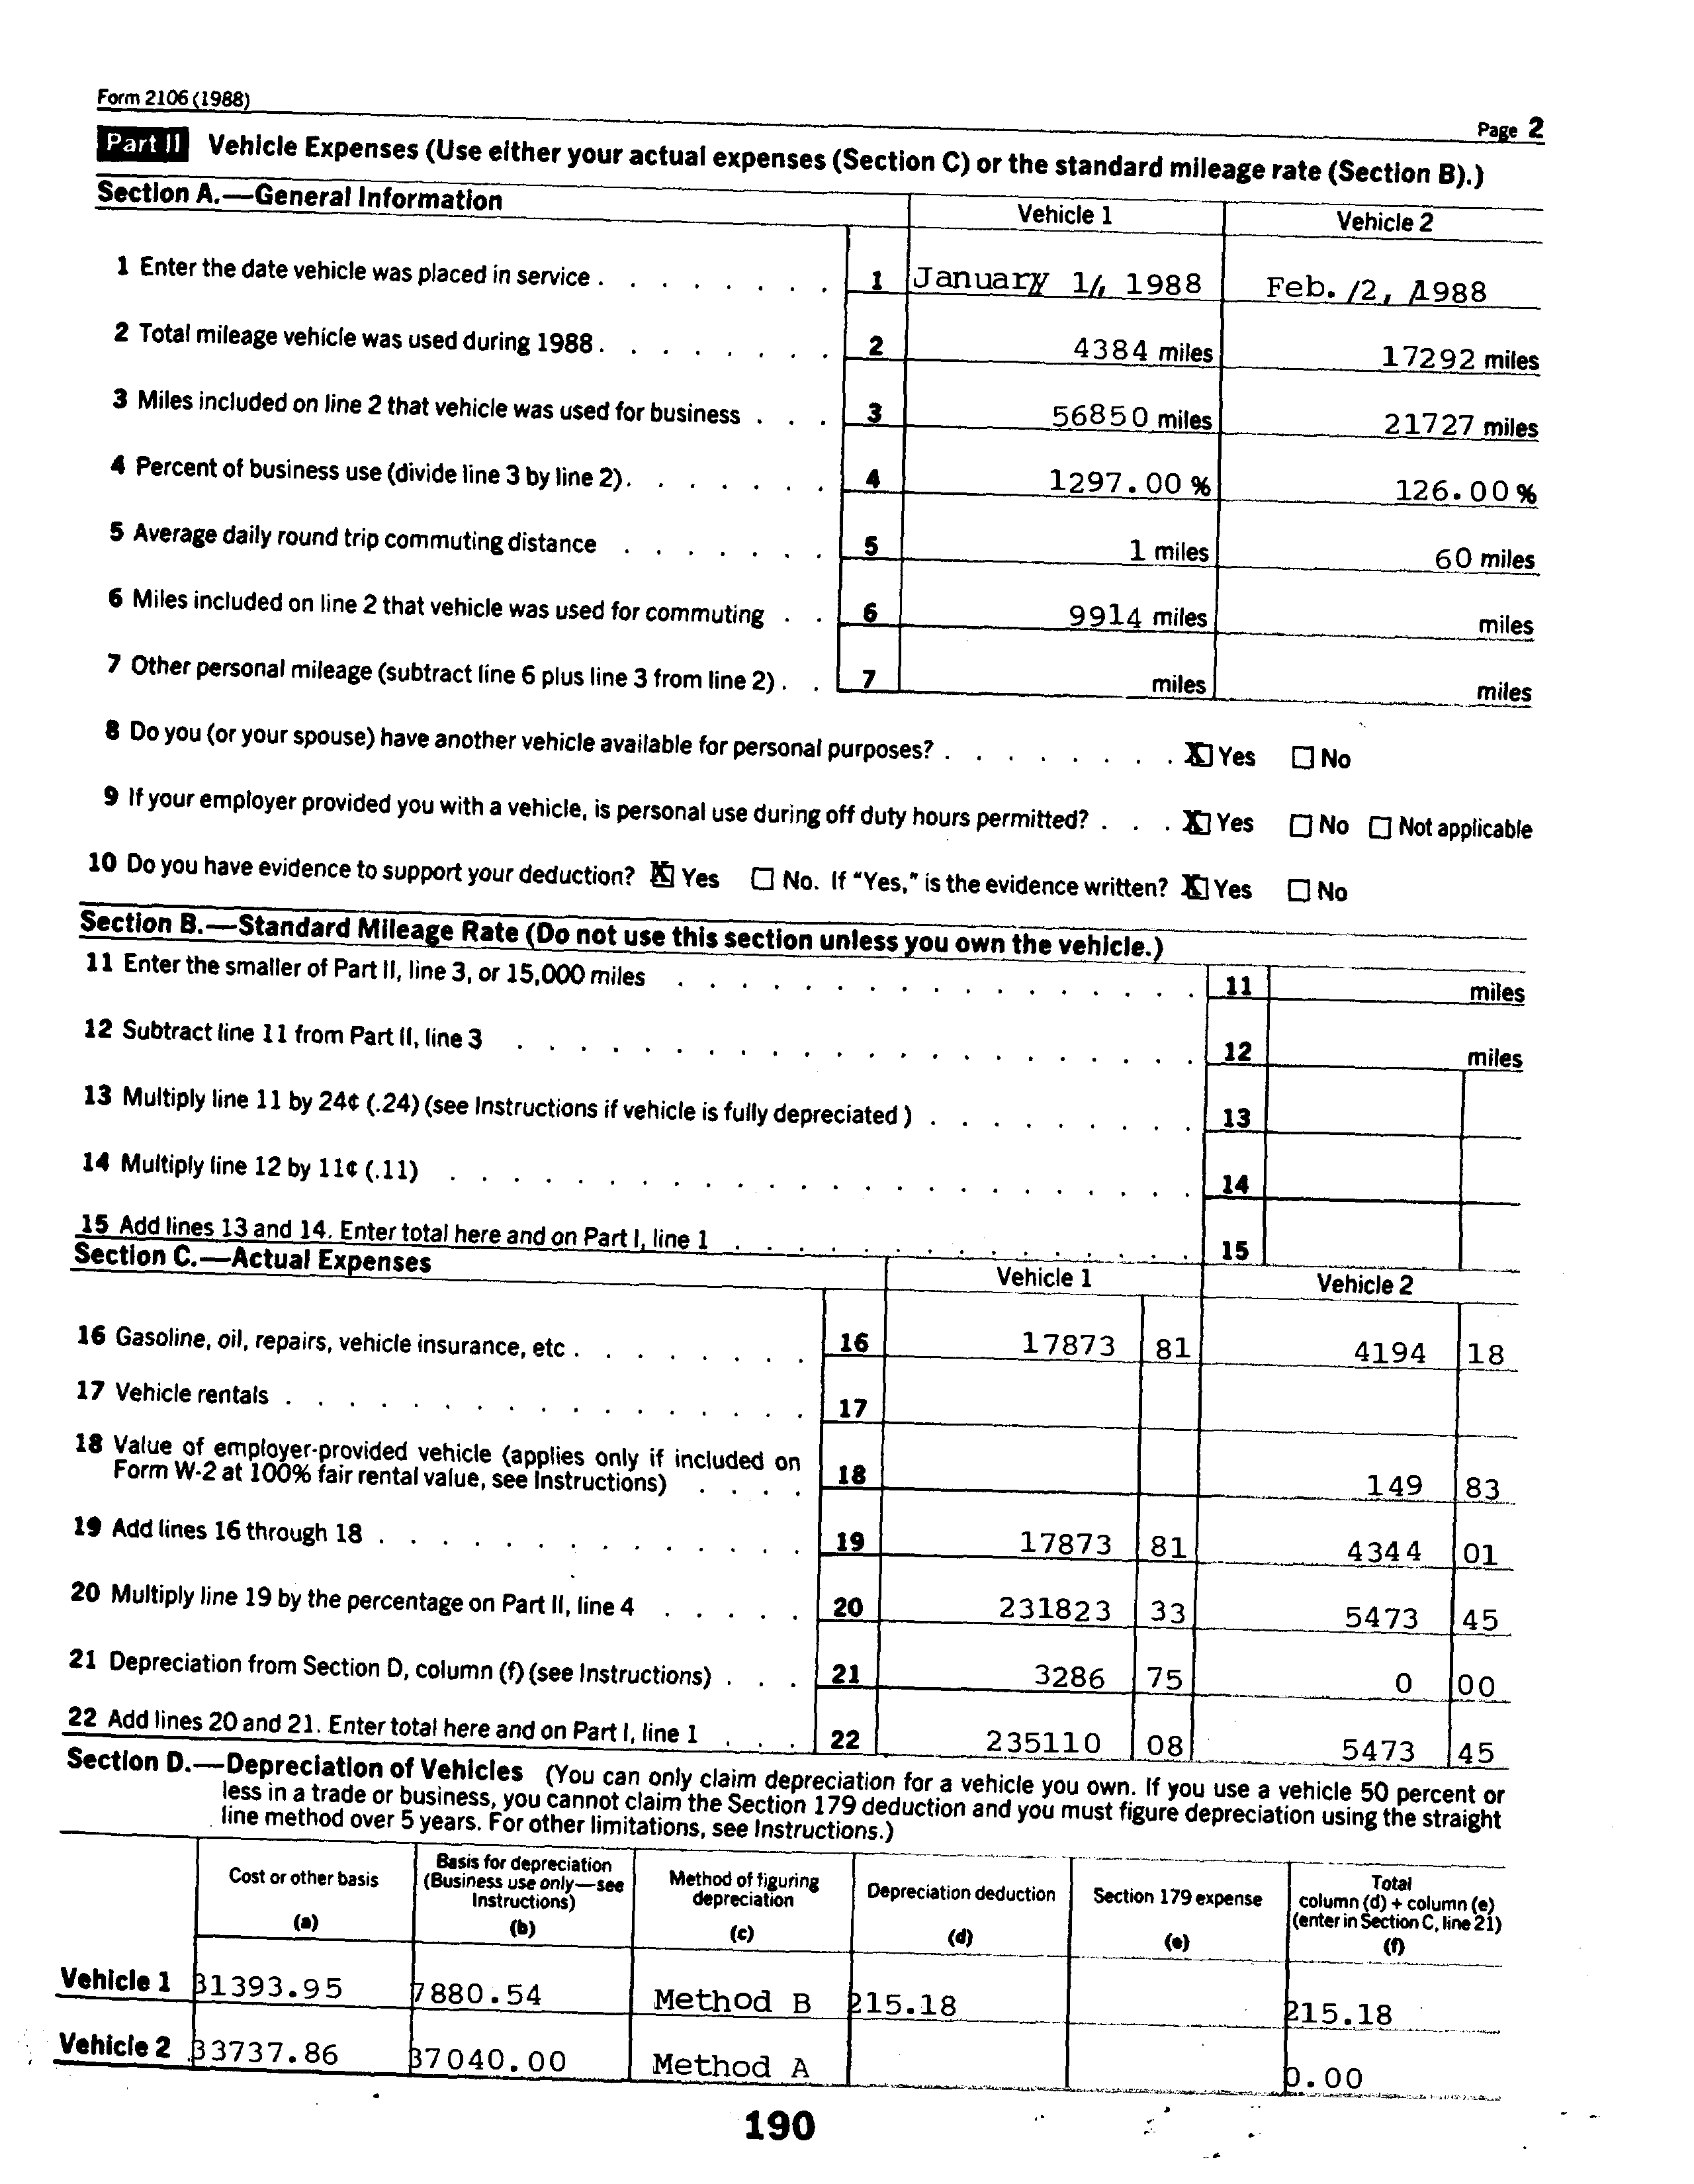 Form 2106 (1988)
Page 2
Part II Vehicle Expenses (Use either your actual expenses (Section C) or the standard mileage rate (Section B).)
Section A.—General Information Vehicle 1 Vehicle 2
1 Enter the date vehicle was placed in service . . . . . . . . 1 January 1/, 1988 Feb. /2, 1988
2 Total mileage vehicle was used during 1988 . . . . . . . . 2 4384 miles 17292 miles
3 Miles included on line 2 that vehicle was used for business . . . 3 56850 miles 21727 miles
4 Percent of business use (divide line 3 by line 2) . . . . . . . 4 1297.00 % 126.00 %
5 Average daily round trip commuting distance . . . . . . . 5 1 miles 60 miles
6 Miles included on line 2 that vehicle was used for commuting . . 6 9914 miles miles
7 Other personal mileage (subtract line 6 plus line 3 from line 2) . . 7 miles miles
8 Do you (or your spouse) have another vehicle available for personal purposes? . . . . . . . . X Yes No
9 If your employer provided you with a vehicle, is personal use during off duty hours permitted? . . . X Yes No Not applicable
10 Do you have evidence to support your deduction? X Yes No. If "Yes," is the evidence written? X Yes No
Section B.—Standard Mileage Rate (Do not use this section unless you own the vehicle.)
11 Enter the smaller of Part II, line 3, or 15,000 miles . . . . . . . . . . . . . . . . . 11 miles
12 Subtract line 11 from Part II, line 3 . . . . . . . . . . . . . . . . . . . . . . 12 miles
13 Multiply line 11 by 24¢ (.24) (see Instructions if vehicle is fully depreciated ) . . . . . . . . . 13
14 Multiply line 12 by 11¢ (.11) . . . . . . . . . . . . . . . . . . . . . . . . 14
15 Add lines 13 and 14. Enter total here and on Part I, line 1 . . . . . . . . . . . . . . . 15
Section C.—Actual Expenses Vehicle 1 Vehicle 2
16 Gasoline, oil, repairs, vehicle insurance, etc . . . . . . . . 16 17873 81 4194 18
17 Vehicle rentals . . . . . . . . . . . . . . . . . 17
18 Value of employer-provided vehicle (applies only if included on
Form W-2 at 100% fair rental value, see Instructions) . . . . 18 149 83
19 Add lines 16 through 18 . . . . . . . . . . . . . . 19 17873 81 4344 01
20 Multiply line 19 by the percentage on Part II, line 4 . . . . . 20 231823 33 5473 45
21 Depreciation from Section D, column (f) (see Instructions) . . . 21 3286 75 0 00
22 Add lines 20 and 21. Enter total here and on Part I, line 1 . . . 22 235110 08 5473 45
Section D.—Depreciation of Vehicles (You can only claim depreciation for a vehicle you own. If you use a vehicle 50 percent or
less in a trade or business, you cannot claim the Section 179 deduction and you must figure depreciation using the straight
line method over 5 years. For other limitations, see Instructions.)
Cost or other basis (a)
Basis for depreciation (Business use only—see Instructions) (b)
Method of figuring depreciation (c)
Depreciation deduction (d)
Section 179 expense (e)
Total column (d) + column (e) (enter in Section C, line 21) (f)
Vehicle 1 31393.95 7880.54 Method B 215.18 215.18
Vehicle 2 33737.86 37040.00 Method A 0.00
190